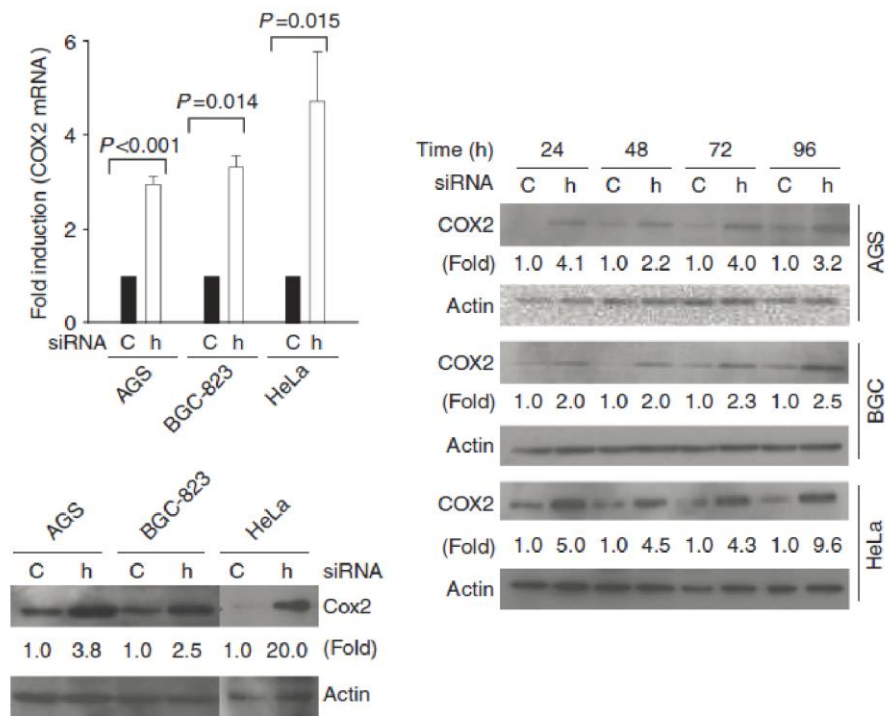 Fold induction (COX2 mRNA)
6
4
2
0
P<0.001
P=0.014
P=0.015
siRNA C h C h C h
AGS
BGC-823
HeLa
AGS
BGC-823
HeLa
C h C h C h siRNA
Cox2
1.0 3.8 1.0 2.5 1.0 20.0 (Fold)
Actin
Time (h) 24 48 72 96
siRNA C h C h C h C h
COX2
(Fold) 1.0 4.1 1.0 2.2 1.0 4.0 1.0 3.2
Actin
AGS
COX2
(Fold) 1.0 2.0 1.0 2.0 1.0 2.3 1.0 2.5
Actin
BGC
COX2
(Fold) 1.0 5.0 1.0 4.5 1.0 4.3 1.0 9.6
Actin
HeLa